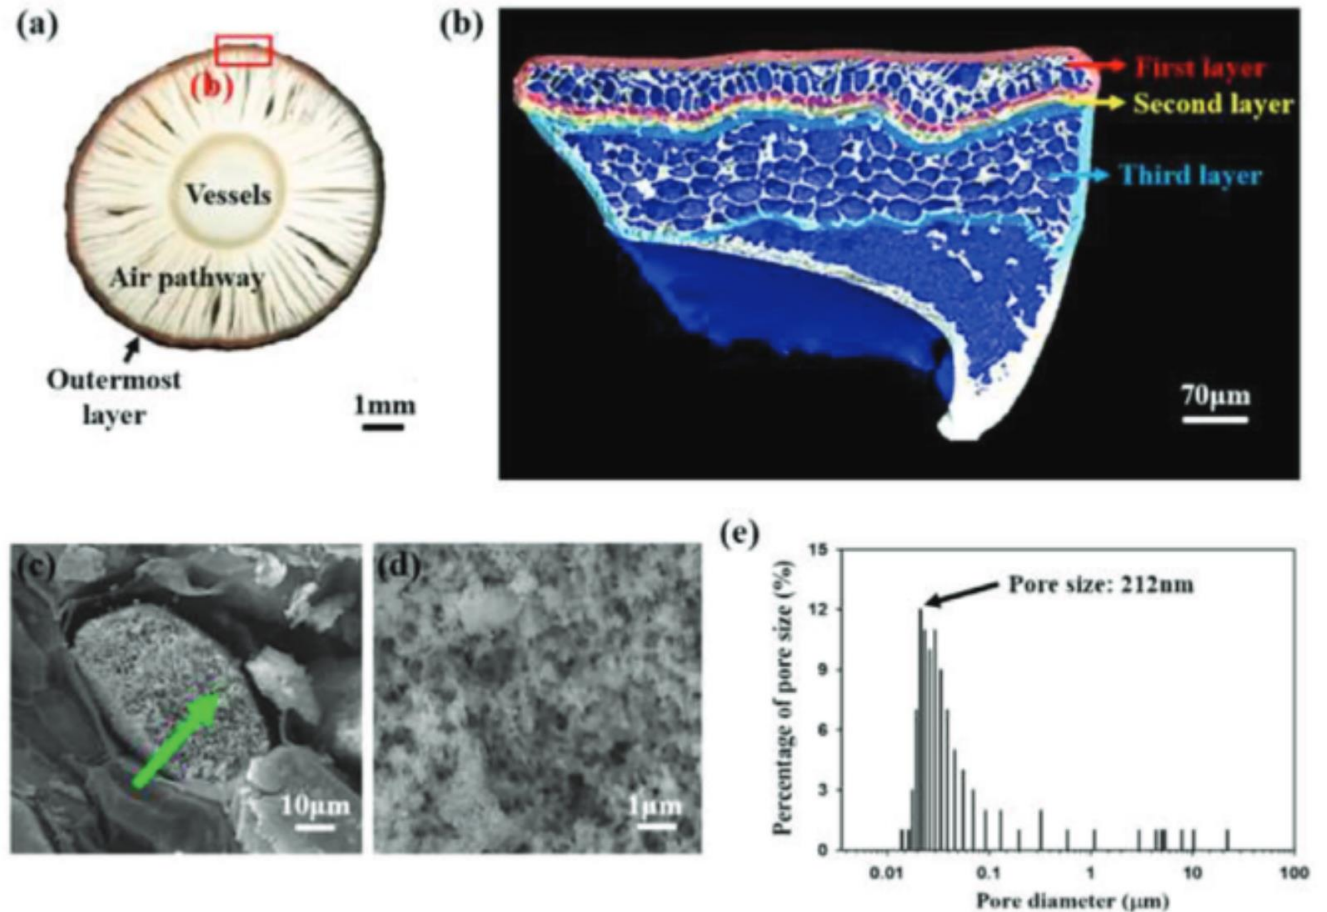 (a)
(b)
Vessels
Air pathway
Outermost
layer
1mm
(b)
First layer
Second layer
Third layer
70μm
(c)
10μm
(d)
1μm
(e)
Percentage of pore size (%)
15
12
9
6
3
0
Pore size: 212nm
0.01
0.1
1
10
100
Pore diameter (μm)